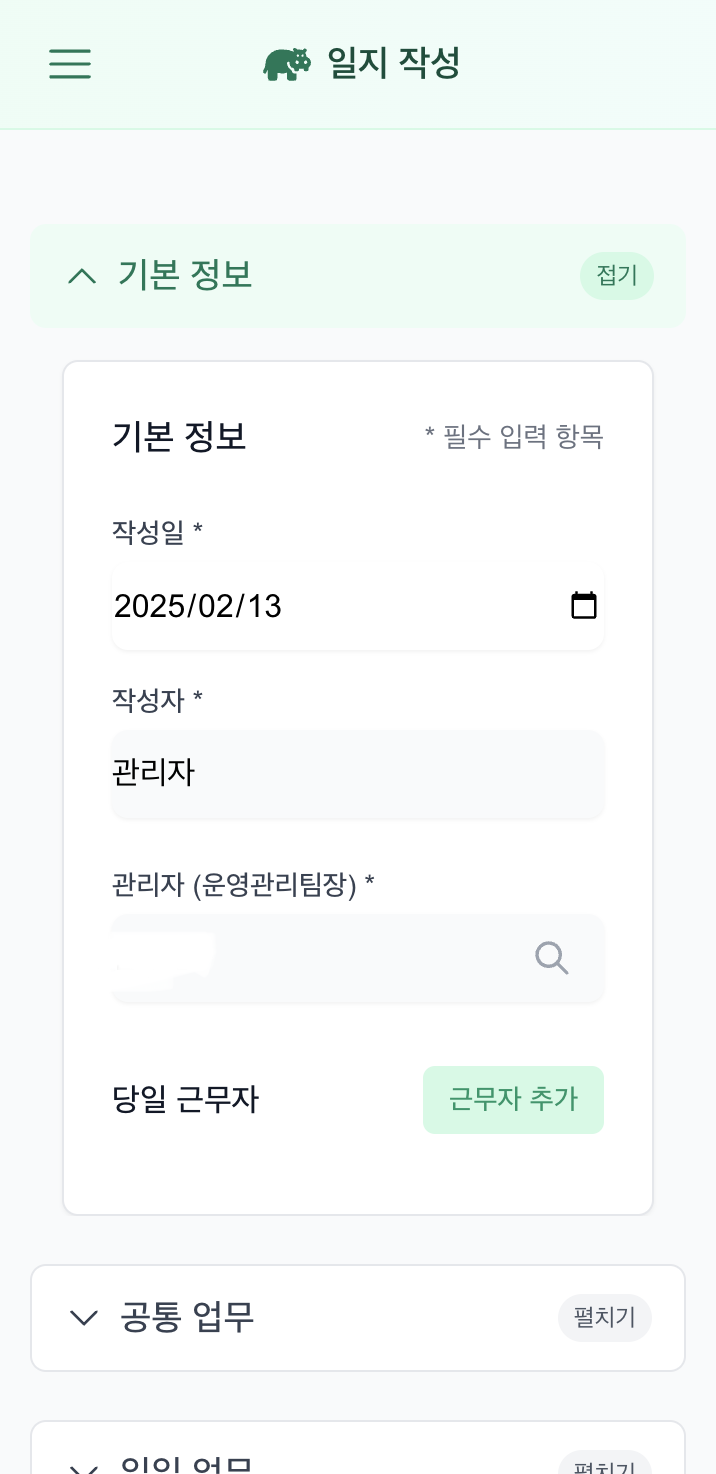 일지 작성
기본 정보
접기
기본 정보
* 필수 입력 항목
작성일 *
2025/02/13
작성자 *
관리자
관리자 (운영관리팀장) *
당일 근무자
근무자 추가
공통 업무
펼치기
펼치기